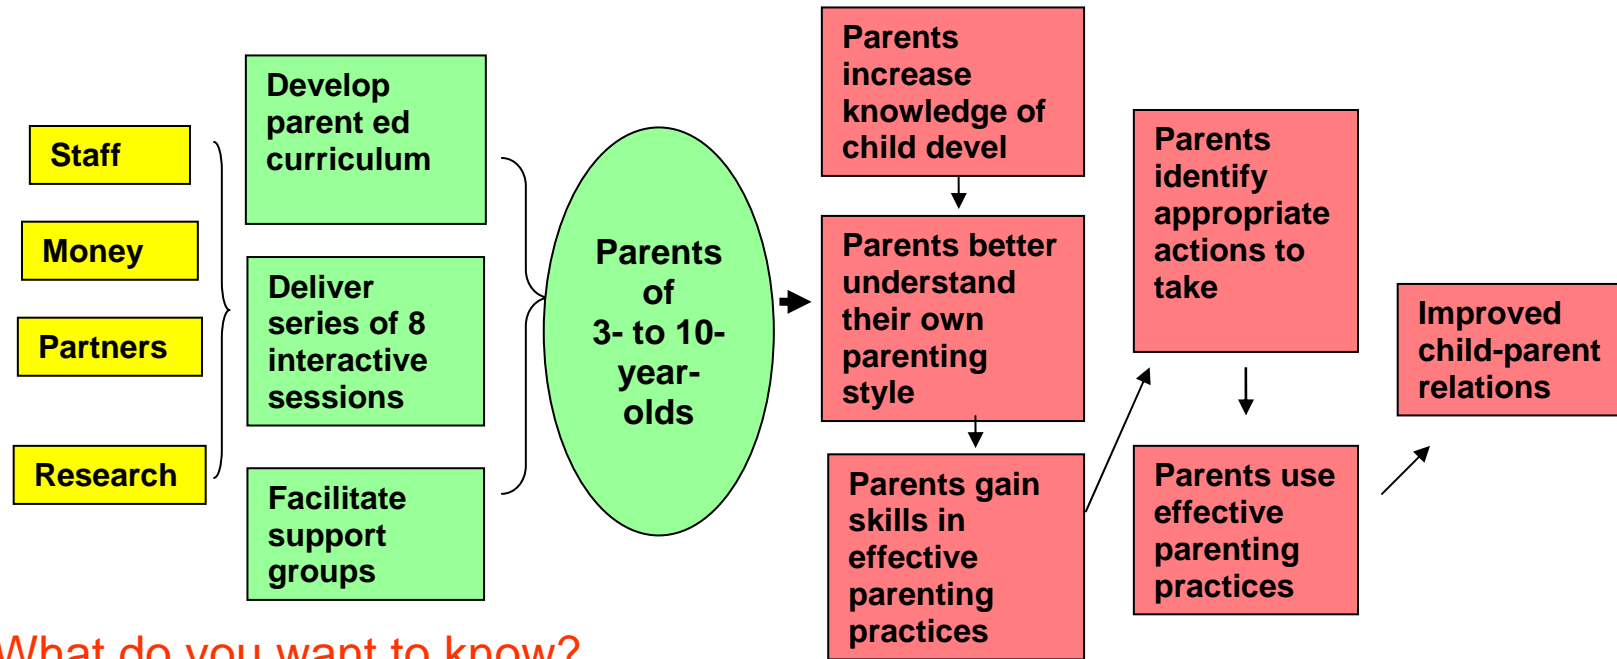 Staff
Money
Partners
Research
Develop
parent ed
curriculum
Deliver
series of 8
interactive
sessions
Facilitate
support
groups
Parents
of
3- to 10-
year-
olds
Parents
increase
knowledge of
child devel
Parents better
understand
their own
parenting
style
Parents gain
skills in
effective
parenting
practices
Parents
identify
appropriate
actions to
take
Parents use
effective
parenting
practices
Improved
child-parent
relations
What do you want to know?